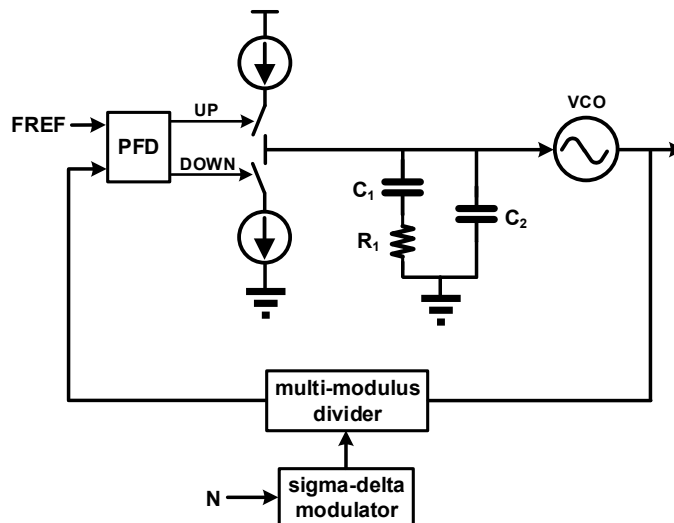 VCO
UP
FREF
PFD
DOWN
C₁
R₁
C₂
multi-modulus
divider
N
sigma-delta
modulator